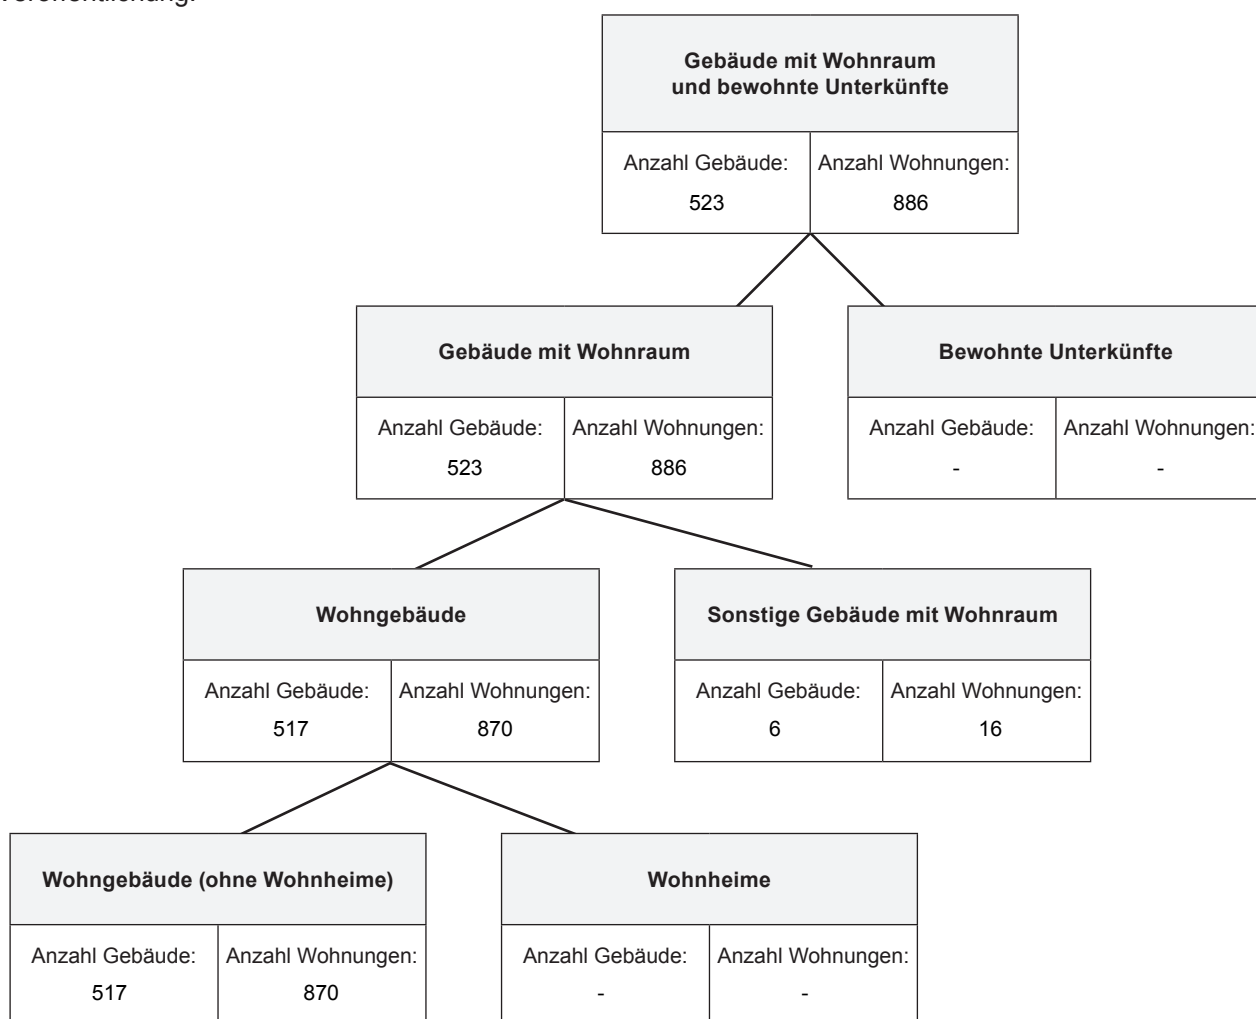 Veröffentlichung.
Gebäude mit Wohnraum
und bewohnte Unterkünfte
Anzahl Gebäude: Anzahl Wohnungen:
523 886
Gebäude mit Wohnraum Bewohnte Unterkünfte
Anzahl Gebäude: Anzahl Wohnungen: Anzahl Gebäude: Anzahl Wohnungen:
523 886 - -
Wohngebäude Sonstige Gebäude mit Wohnraum
Anzahl Gebäude: Anzahl Wohnungen: Anzahl Gebäude: Anzahl Wohnungen:
517 870 6 16
Wohngebäude (ohne Wohnheime) Wohnheime
Anzahl Gebäude: Anzahl Wohnungen: Anzahl Gebäude: Anzahl Wohnungen:
517 870 - -